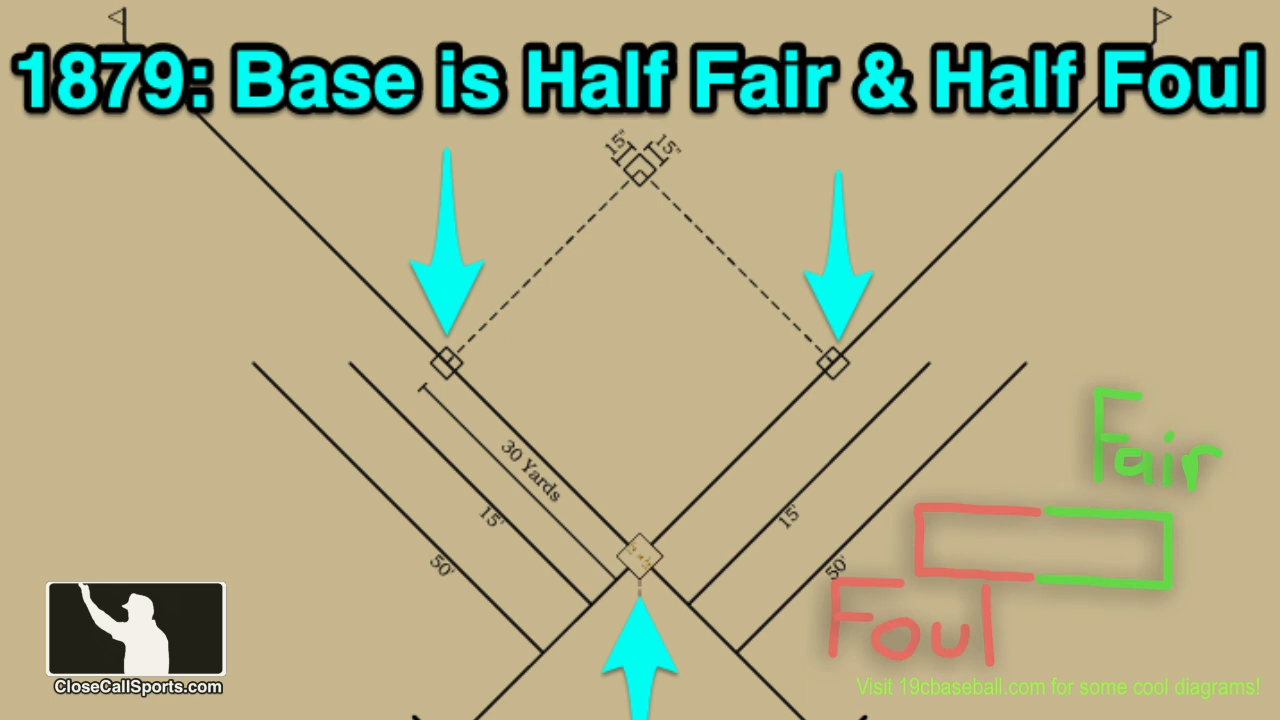 1879: Base is Half Fair & Half Foul
15"
15"
30 Yards
15'
15'
50'
50'
Fair
Foul
CloseCallSports.com
Visit 19cbaseball.com for some cool diagrams!